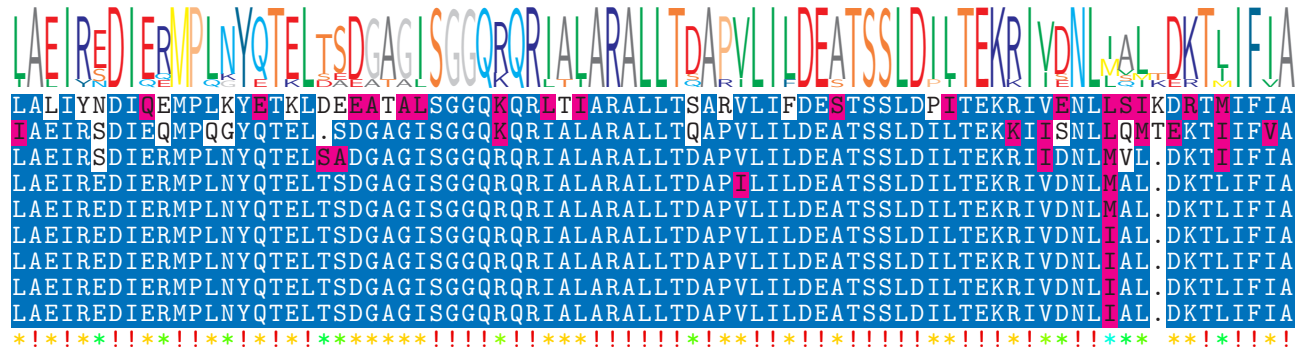 LAEIREDIERMPLNYQTELTSDGAGISGGQRQRIALARALLTDAPVLILDEATSSLDILTEKRIVDNLIAL DKTLIFIA
LALIYNDIQEMPLKYETKLDEEATALSGGQKQRLTIARALLTSARVLIFDESTSSLDPITEKRIVENLLSIKDRTMIFIA
IAEIRSDIEQMPQGYQTEL.SDGAGISGGQKQRIALARALLTQAPVLILDEATSSLDILTEKKIISNLLQMTEKTIIFVA
LAEIRSDIERMPLNYQTELSADGAGISGGQRQRIALARALLTDAPVLILDEATSSLDILTEKRIIDNLMVL.DKTIIFIA
LAEIREDIERMPLNYQTELTSDGAGISGGQRQRIALARALLTDAPILILDEATSSLDILTEKRIVDNLMAL.DKTLIFIA
LAEIREDIERMPLNYQTELTSDGAGISGGQRQRIALARALLTDAPVLILDEATSSLDILTEKRIVDNLMAL.DKTLIFIA
LAEIREDIERMPLNYQTELTSDGAGISGGQRQRIALARALLTDAPVLILDEATSSLDILTEKRIVDNLIAL.DKTLIFIA
LAEIREDIERMPLNYQTELTSDGAGISGGQRQRIALARALLTDAPVLILDEATSSLDILTEKRIVDNLIAL.DKTLIFIA
LAEIREDIERMPLNYQTELTSDGAGISGGQRQRIALARALLTDAPVLILDEATSSLDILTEKRIVDNLIAL.DKTLIFIA
LAEIREDIERMPLNYQTELTSDGAGISGGQRQRIALARALLTDAPVLILDEATSSLDILTEKRIVDNLIAL.DKTLIFIA
*!*!**!!**!!**!*!*!*******!!!!*!!***!!!!!!*!**!!*!!*!!!!!**!!!*!**!!*** **!*!!*!